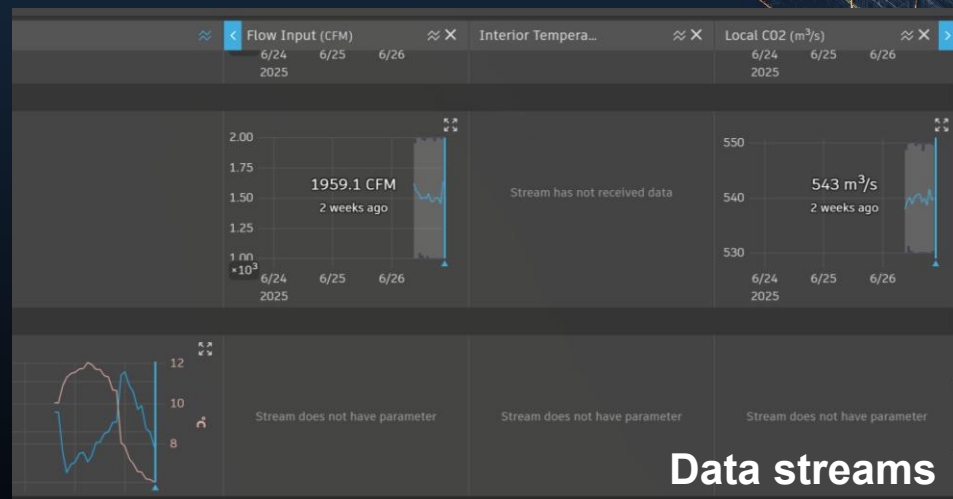 Flow Input (CFM)
Interior Tempera...
Local CO2 (m³/s)
6/24 6/25 6/26
2025
6/24 6/25 6/26
2025
2.00
1.75
1.50
1.25
1.00
×10³
1959.1 CFM
2 weeks ago
6/24 6/25 6/26
2025
Stream has not received data
550
540
530
543 m³/s
2 weeks ago
6/24 6/25 6/26
2025
12
10
8
Stream does not have parameter
Stream does not have parameter
Stream does not have parameter
Data streams